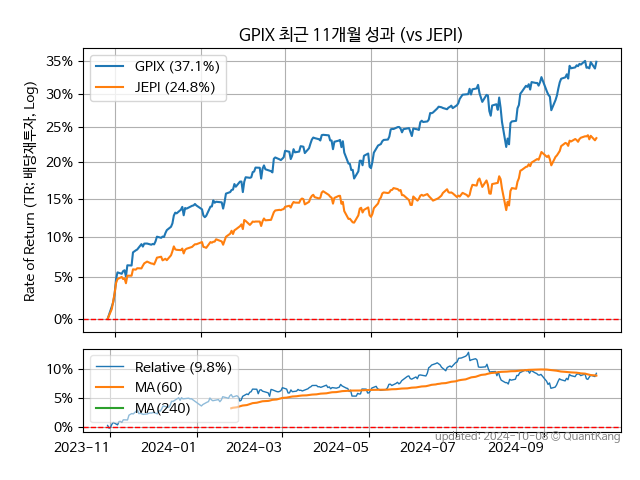 GPIX 최근 11개월 성과 (vs JEPI)
Rate of Return (TR: 배당재투자, Log)
35%
30%
25%
20%
15%
10%
5%
0%
GPIX (37.1%)
JEPI (24.8%)
10%
5%
0%
Relative (9.8%)
MA(60)
MA(240)
2023-11
2024-01
2024-03
2024-05
2024-07
2024-09
updated: 2024-10-08 © QuantKang